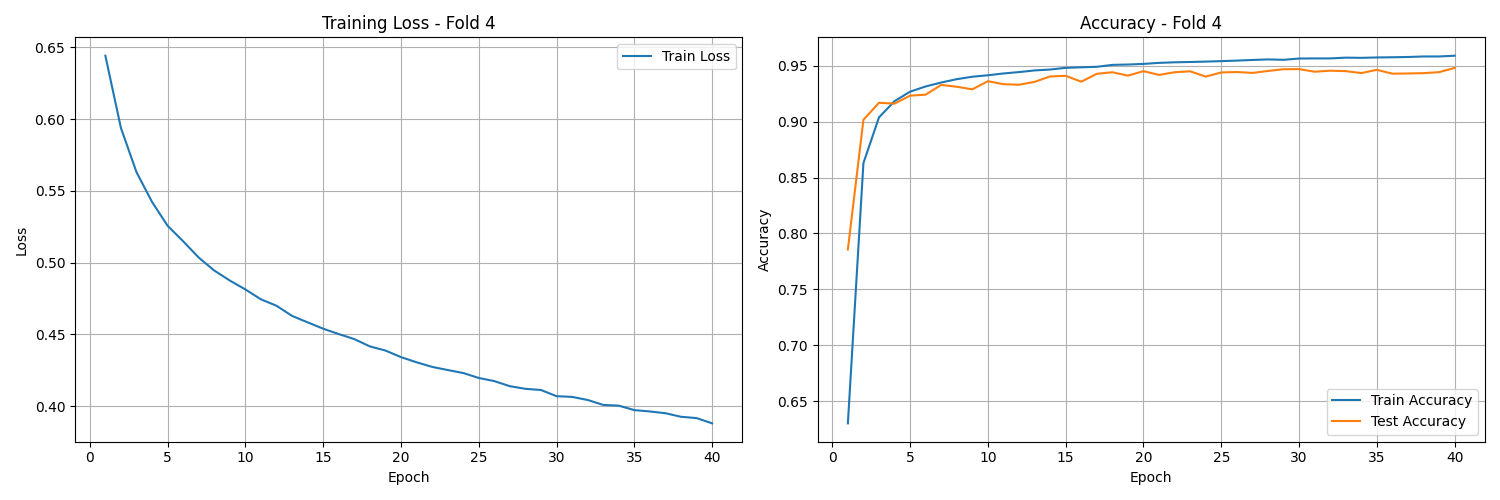 Training Loss - Fold 4
Train Loss
0.65
0.60
0.55
0.50
0.45
0.40
Loss
0 5 10 15 20 25 30 35 40
Epoch
Accuracy - Fold 4
0.95
0.90
0.85
0.80
0.75
0.70
0.65
Accuracy
Train Accuracy
Test Accuracy
0 5 10 15 20 25 30 35 40
Epoch